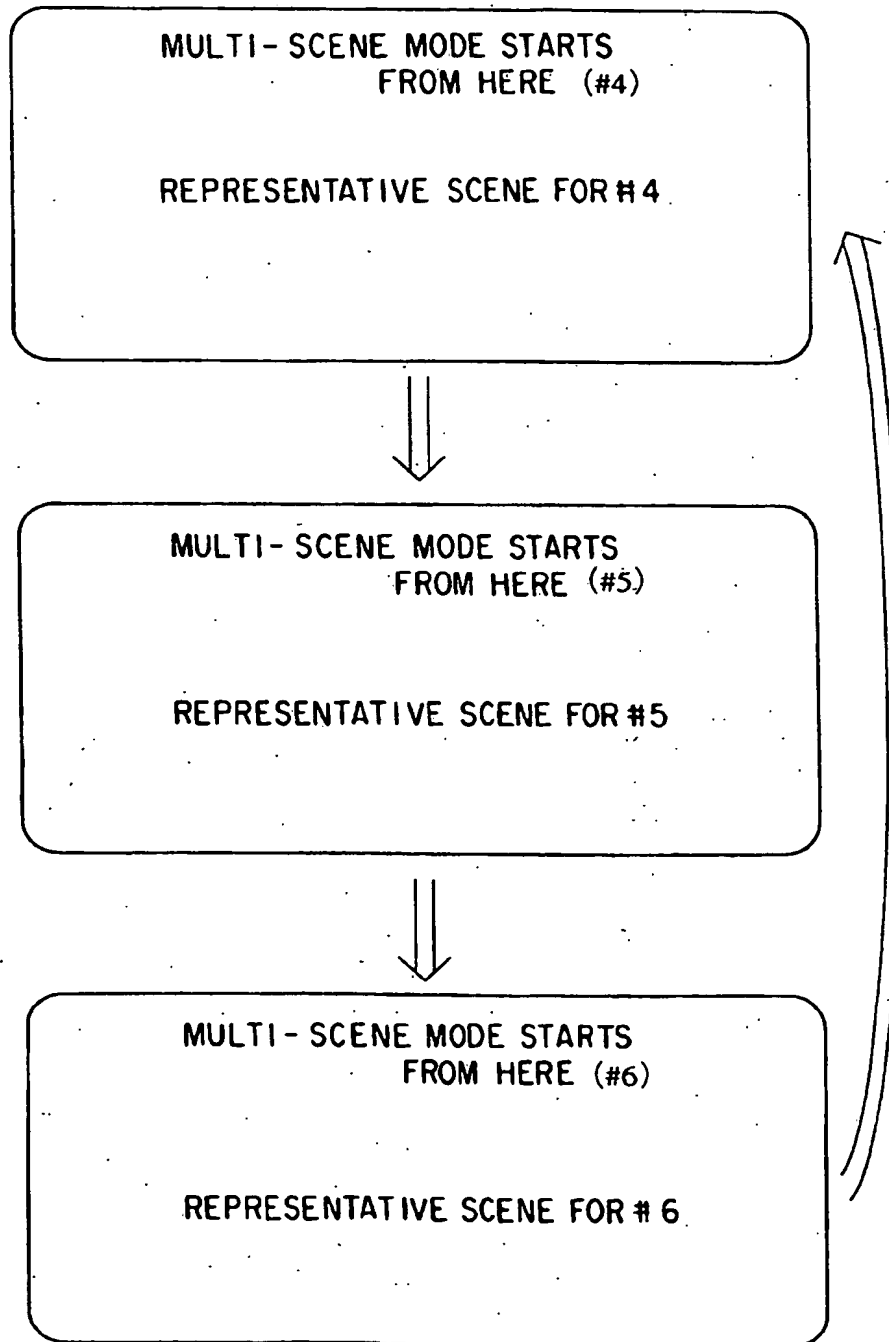 MULTI-SCENE MODE STARTS
FROM HERE (#4)
REPRESENTATIVE SCENE FOR #4
MULTI-SCENE MODE STARTS
FROM HERE (#5)
REPRESENTATIVE SCENE FOR #5
MULTI-SCENE MODE STARTS
FROM HERE (#6)
REPRESENTATIVE SCENE FOR #6